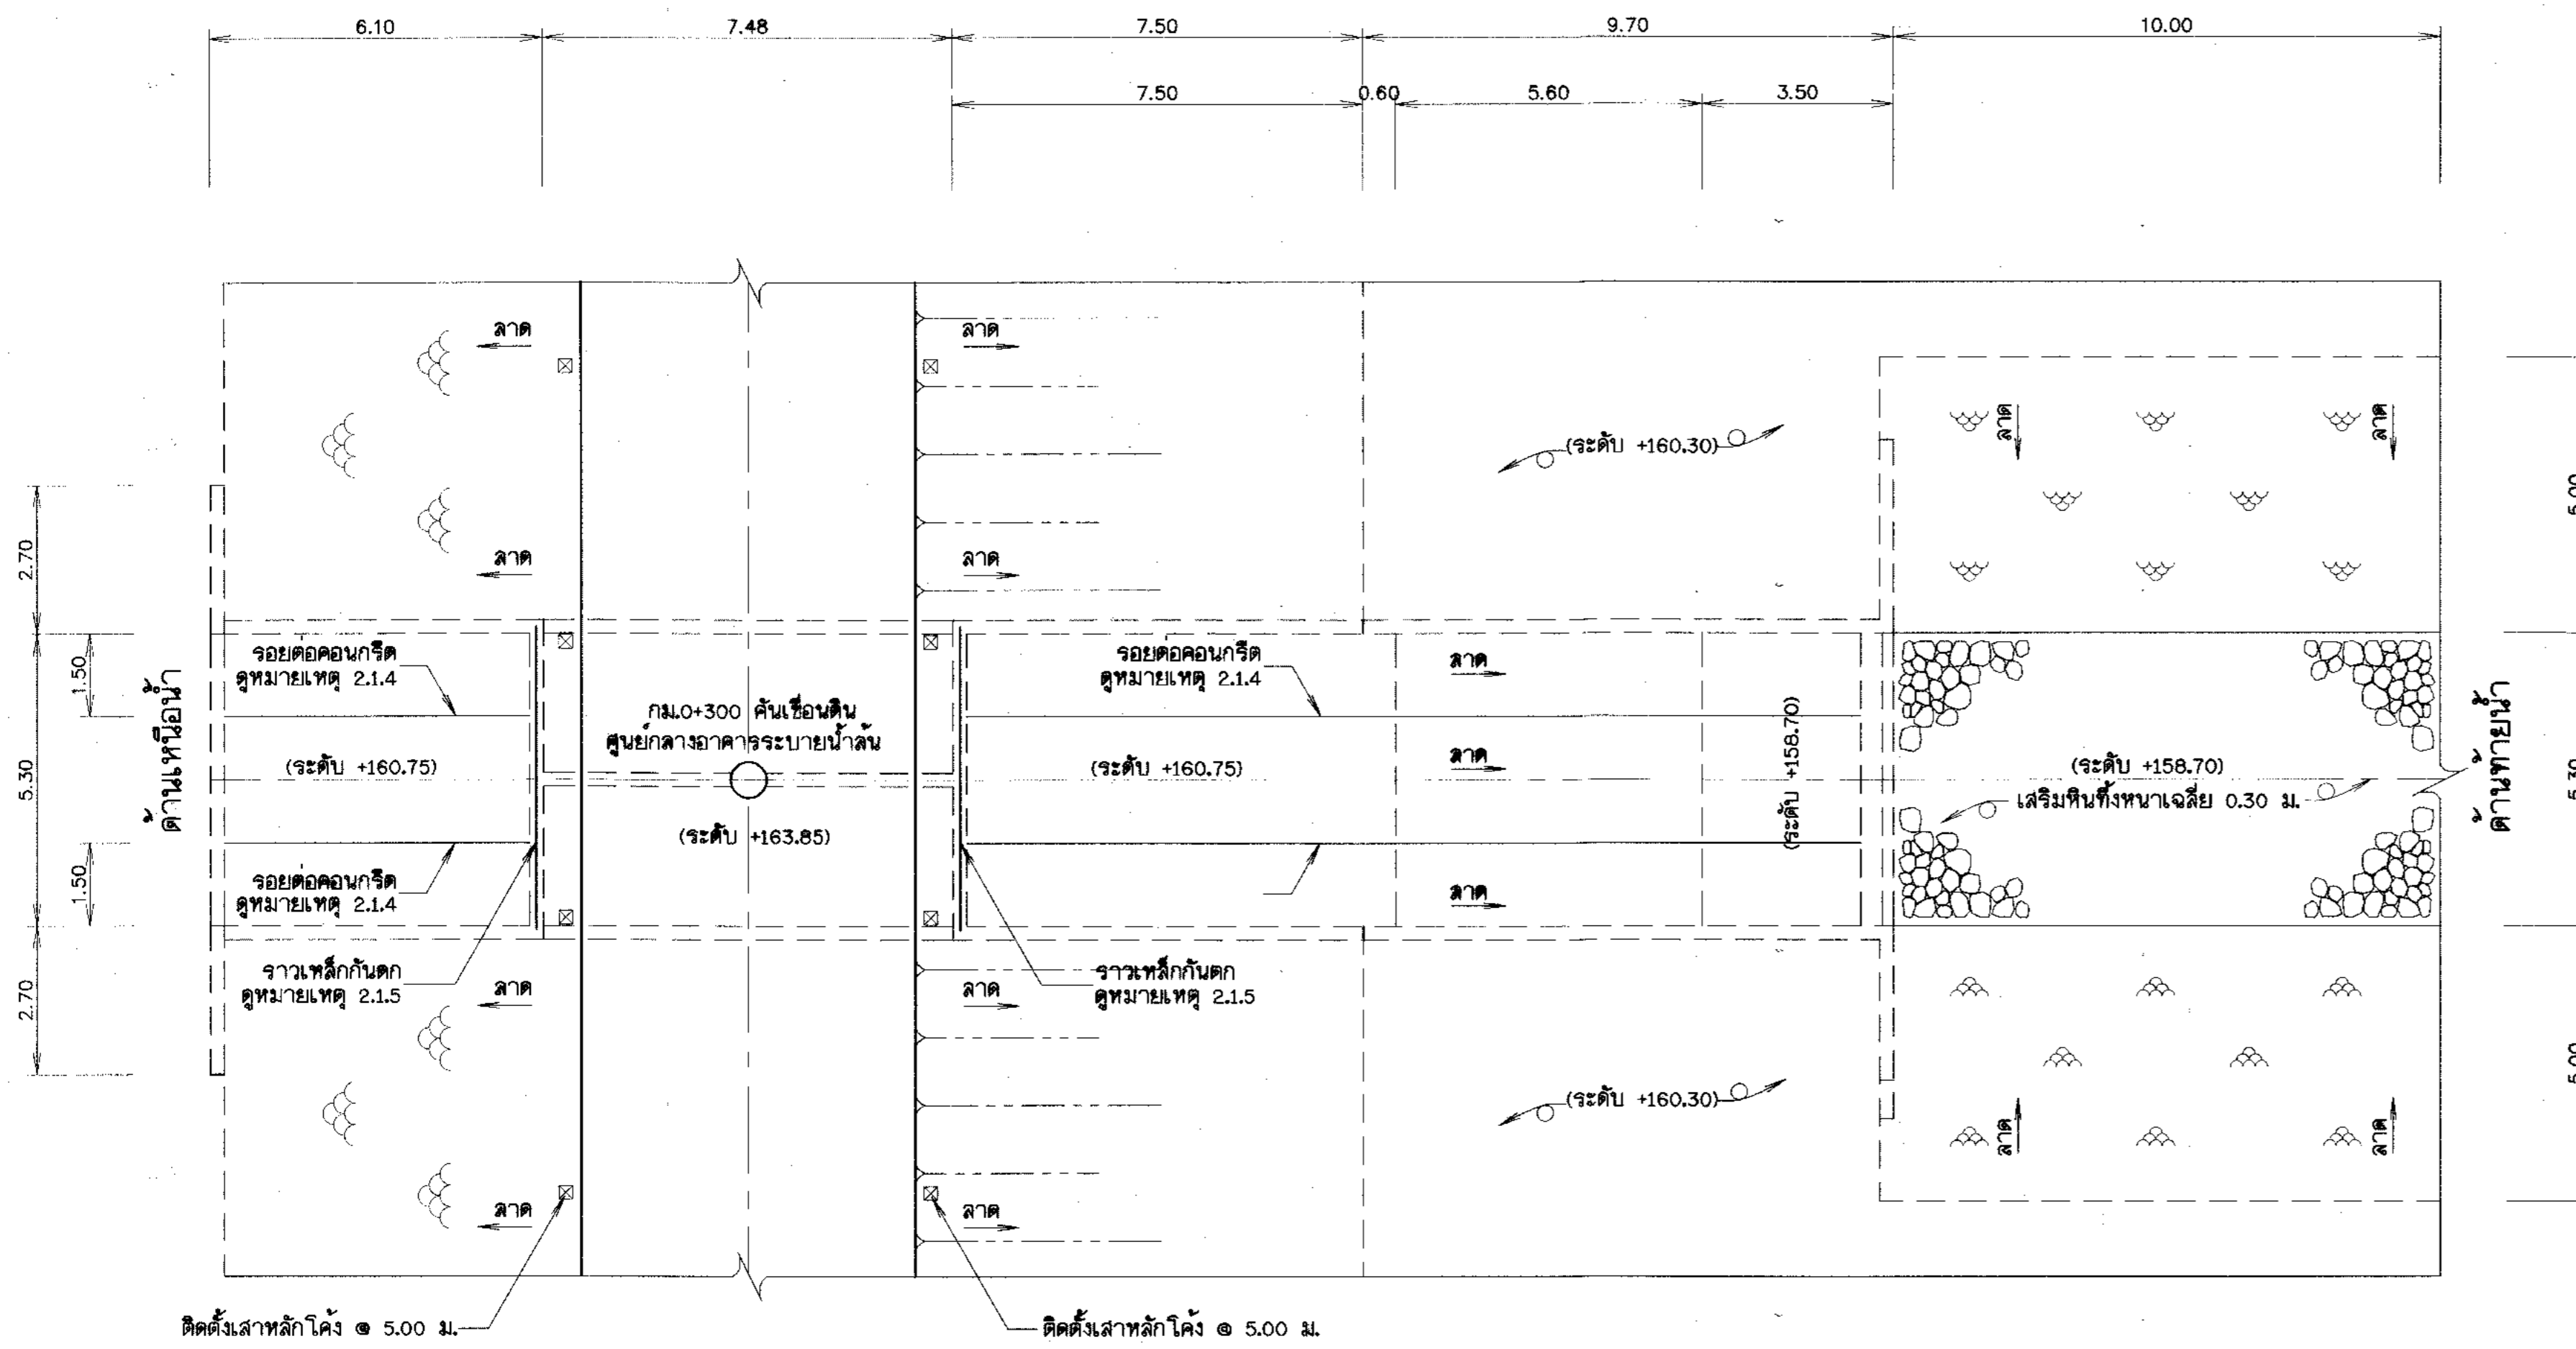 6.10
7.48
7.50
9.70
10.00
7.50
0.60
5.60
3.50
ลาด
ลาด
(ระดับ +160.30)
ลาด
ลาด
5.00
2.70
ลาด
ลาด
1.50
รอยต่อคอนกรีต
ดูหมายเหตุ 2.1.4
รอยต่อคอนกรีต
ดูหมายเหตุ 2.1.4
ลาด
กม.0+300 คันเขื่อนดิน
ศูนย์กลางอาคารระบายน้ำล้น
ด้านเหนือน้ำ
5.30
(ระดับ +160.75)
(ระดับ +160.75)
ลาด
(ระดับ +158.70)
(ระดับ +158.70)
เสริมหินทิ้งหนาเฉลี่ย 0.30 ม.
ด้านท้ายน้ำ
5.30
(ระดับ +163.85)
1.50
รอยต่อคอนกรีต
ดูหมายเหตุ 2.1.4
ลาด
ราวเหล็กกันตก
ดูหมายเหตุ 2.1.5
ราวเหล็กกันตก
ดูหมายเหตุ 2.1.5
2.70
ลาด
ลาด
(ระดับ +160.30)
ลาด
ลาด
5.00
ลาด
ลาด
ติดตั้งเสาหลักโค้ง @ 5.00 ม.
ติดตั้งเสาหลักโค้ง @ 5.00 ม.